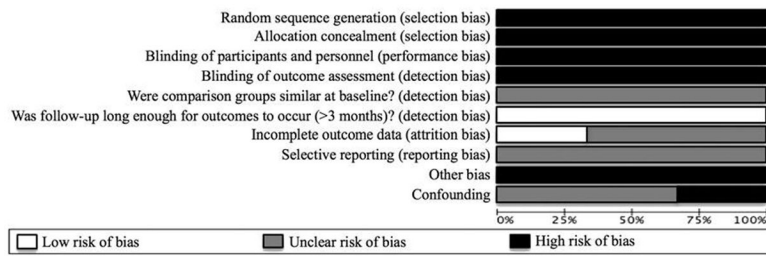 Random sequence generation (selection bias)
Allocation concealment (selection bias)
Blinding of participants and personnel (performance bias)
Blinding of outcome assessment (detection bias)
Were comparison groups similar at baseline? (detection bias)
Was follow-up long enough for outcomes to occur (>3 months)? (detection bias)
Incomplete outcome data (attrition bias)
Selective reporting (reporting bias)
Other bias
Confounding
0% 25% 50% 75% 100%
Low risk of bias Unclear risk of bias High risk of bias